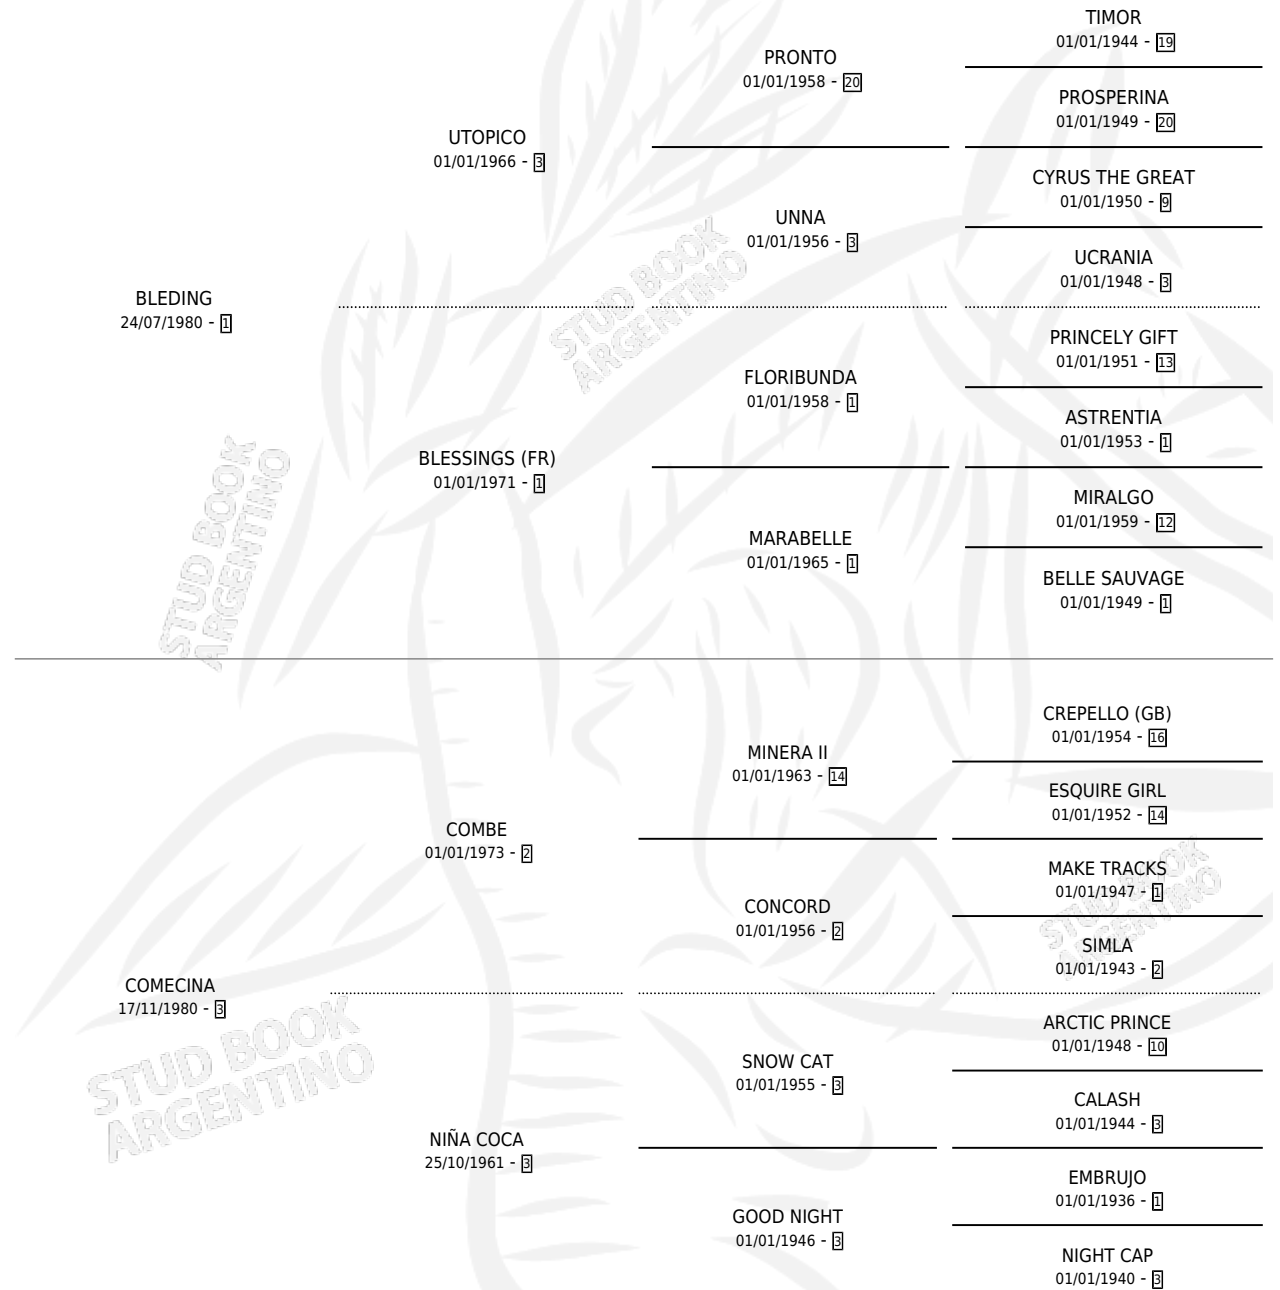 TIMOR
01/01/1944 - 19
PRONTO
01/01/1958 - 20
PROSPERINA
01/01/1949 - 20
UTOPICO
01/01/1966 - 3
CYRUS THE GREAT
01/01/1950 - 9
UNNA
01/01/1956 - 3
UCRANIA
01/01/1948 - 3
BLEDING
24/07/1980 - 1
STUD BOOK
ARGENTINO
PRINCELY GIFT
01/01/1951 - 13
FLORIBUNDA
01/01/1958 - 1
ASTRENTIA
01/01/1953 - 1
BLESSINGS (FR)
01/01/1971 - 1
MIRALGO
01/01/1959 - 12
MARABELLE
01/01/1965 - 1
BELLE SAUVAGE
01/01/1949 - 1
STUD BOOK
ARGENTINO
CREPELLO (GB)
01/01/1954 - 16
MINERA II
01/01/1963 - 14
ESQUIRE GIRL
01/01/1952 - 14
COMBE
01/01/1973 - 2
MAKE TRACKS
01/01/1947 - 1
CONCORD
01/01/1956 - 2
SIMLA
01/01/1943 - 2
STUD BOOK
ARGENTINO
COMECINA
17/11/1980 - 3
ARCTIC PRINCE
01/01/1948 - 10
SNOW CAT
01/01/1955 - 3
CALASH
01/01/1944 - 3
STUD BOOK
ARGENTINO
NIÑA COCA
25/10/1961 - 3
EMBRUJO
01/01/1936 - 1
GOOD NIGHT
01/01/1946 - 3
NIGHT CAP
01/01/1940 - 3